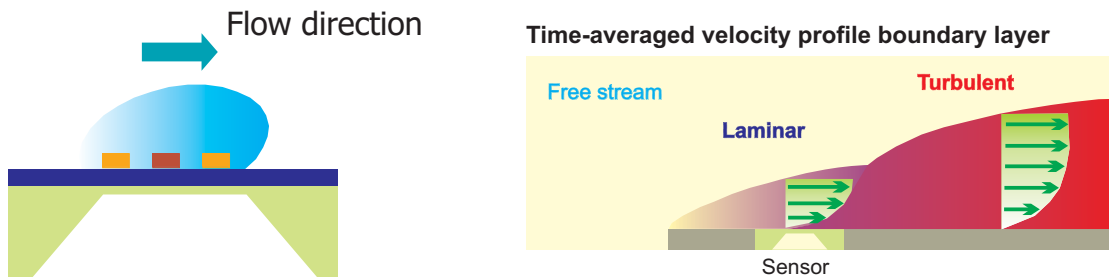 Flow direction
Time-averaged velocity profile boundary layer
Free stream
Turbulent
Laminar
Sensor